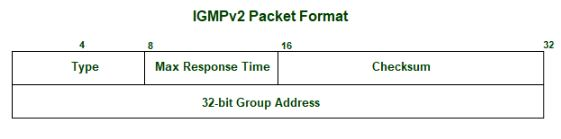 IGMPv2 Packet Format
4 8 16 32
Type Max Response Time Checksum
32-bit Group Address